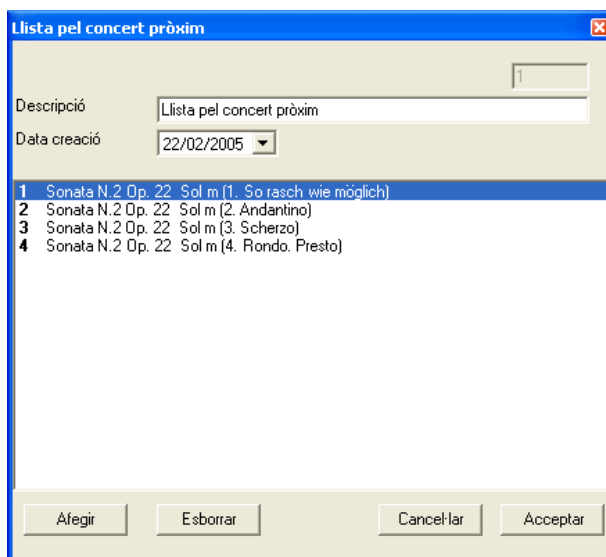 Llista pel concert pròxim
1
Descripció Llista pel concert pròxim
Data creació 22/02/2005
1 Sonata N.2 Op. 22 Sol m (1. So rasch wie möglich)
2 Sonata N.2 Op. 22 Sol m (2. Andantino)
3 Sonata N.2 Op. 22 Sol m (3. Scherzo)
4 Sonata N.2 Op. 22 Sol m (4. Rondo. Presto)
Afegir Esborrar Cancel·lar Acceptar